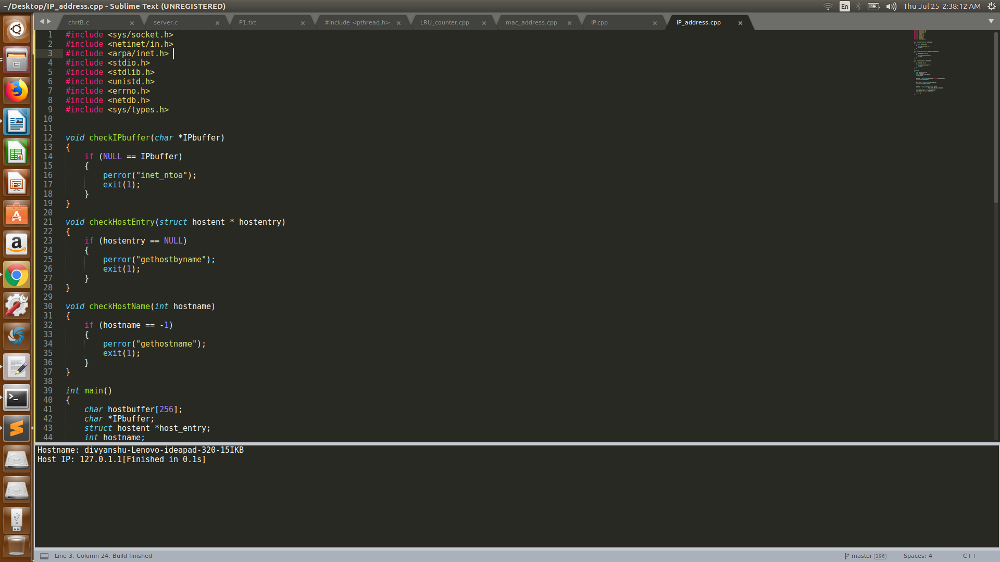 ~/Desktop/IP_address.cpp - Sublime Text (UNREGISTERED)
En
Thu Jul 25 2:38:12 AM
chrtB.c
server.c
P1.txt
#include <pthread.h>
LRU_counter.cpp
mac_address.cpp
IP.cpp
IP_address.cpp
1 #include <sys/socket.h>
2 #include <netinet/in.h>
3 #include <arpa/inet.h>
4 #include <stdio.h>
5 #include <stdlib.h>
6 #include <unistd.h>
7 #include <errno.h>
8 #include <netdb.h>
9 #include <sys/types.h>
10
11
12 void checkIPbuffer(char *IPbuffer)
13 {
14     if (NULL == IPbuffer)
15     {
16         perror("inet_ntoa");
17         exit(1);
18     }
19 }
20
21 void checkHostEntry(struct hostent * hostentry)
22 {
23     if (hostentry == NULL)
24     {
25         perror("gethostbyname");
26         exit(1);
27     }
28 }
29
30 void checkHostName(int hostname)
31 {
32     if (hostname == -1)
33     {
34         perror("gethostname");
35         exit(1);
36     }
37 }
38
39 int main()
40 {
41     char hostbuffer[256];
42     char *IPbuffer;
43     struct hostent *host_entry;
44     int hostname;
Hostname: divyanshu-Lenovo-ideapad-320-15IKB
Host IP: 127.0.1.1[Finished in 0.1s]
Line 3, Column 24; Build finished
master 196
Spaces: 4
C++